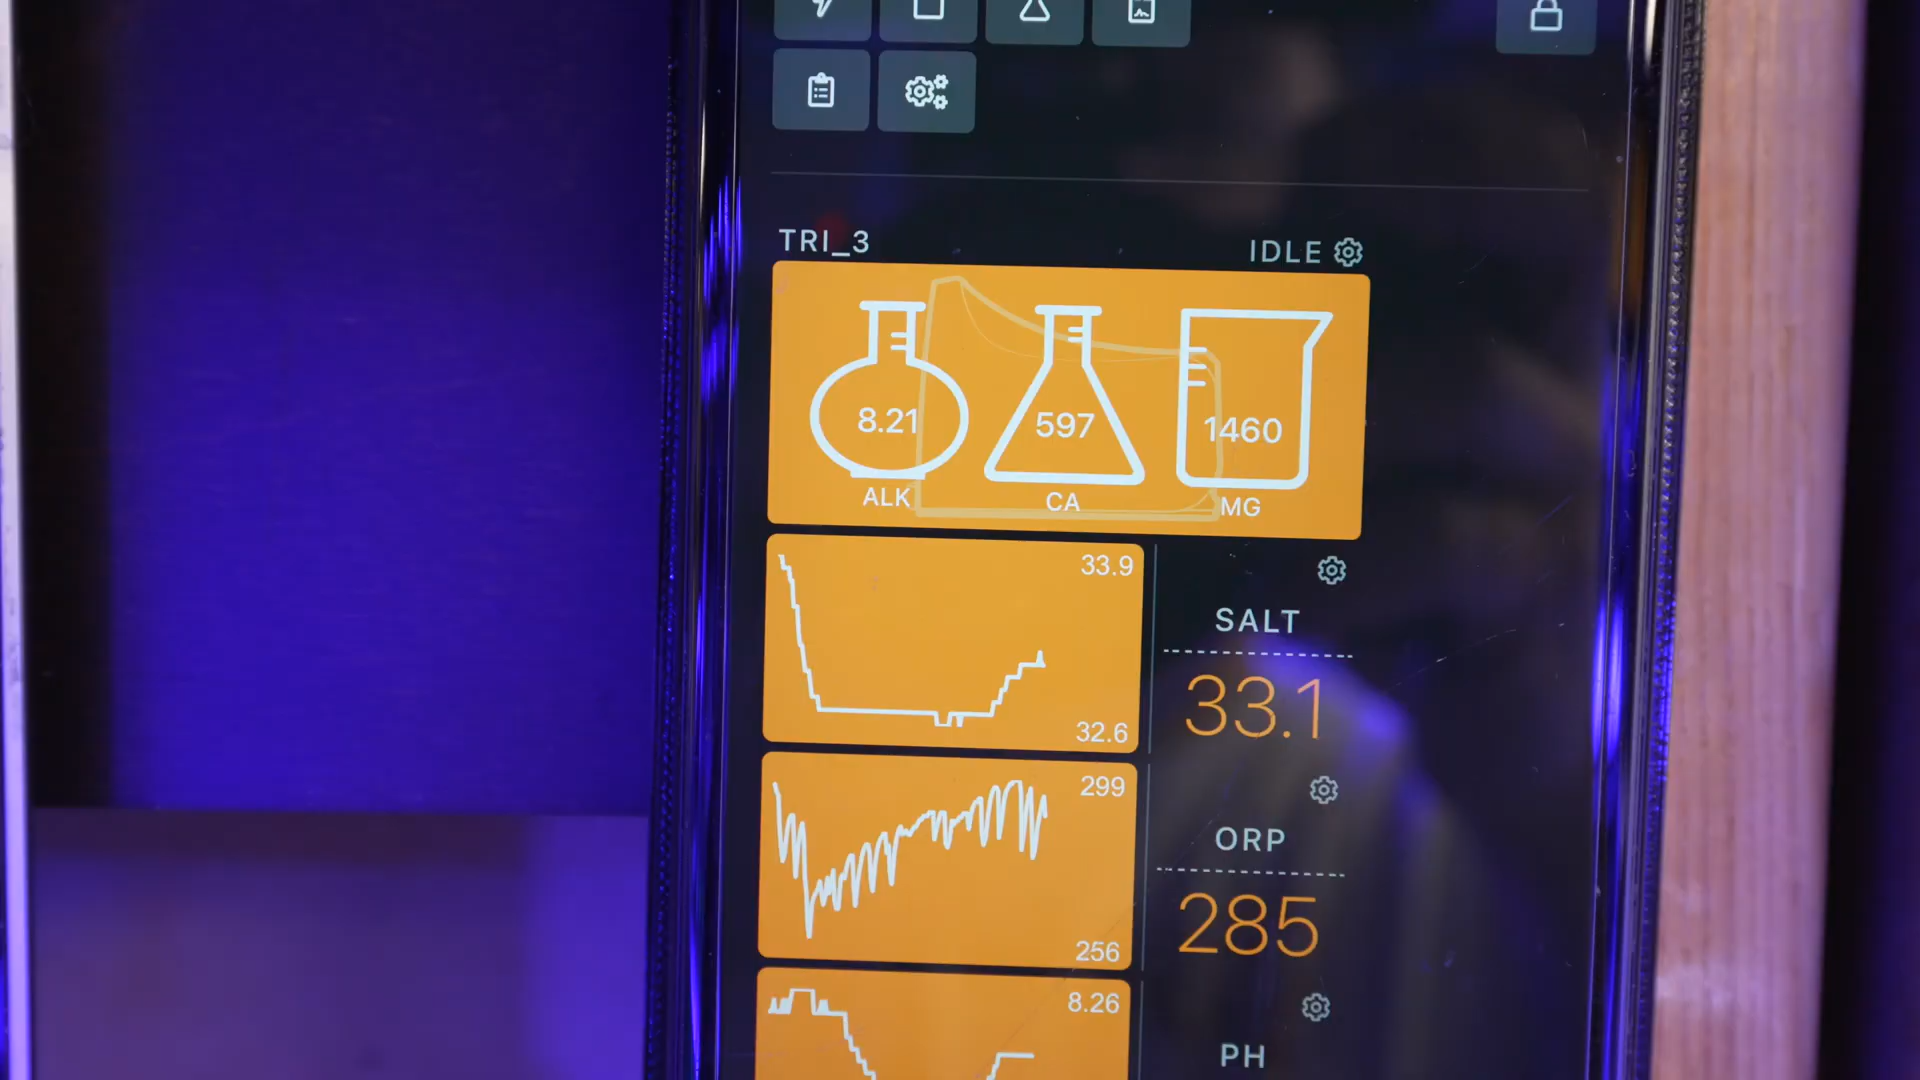 TRI_3 IDLE
8.21 597 1460
ALK CA MG
33.9
32.6
SALT
33.1
299
256
ORP
285
8.26
PH